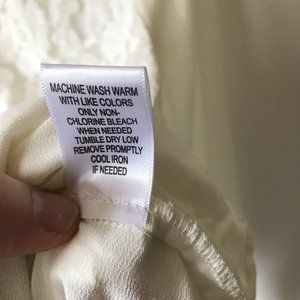 MACHINE WASH WARM
WITH LIKE COLORS
ONLY NON-
CHLORINE BLEACH
WHEN NEEDED
TUMBLE DRY LOW
REMOVE PROMPTLY
COOL IRON
IF NEEDED